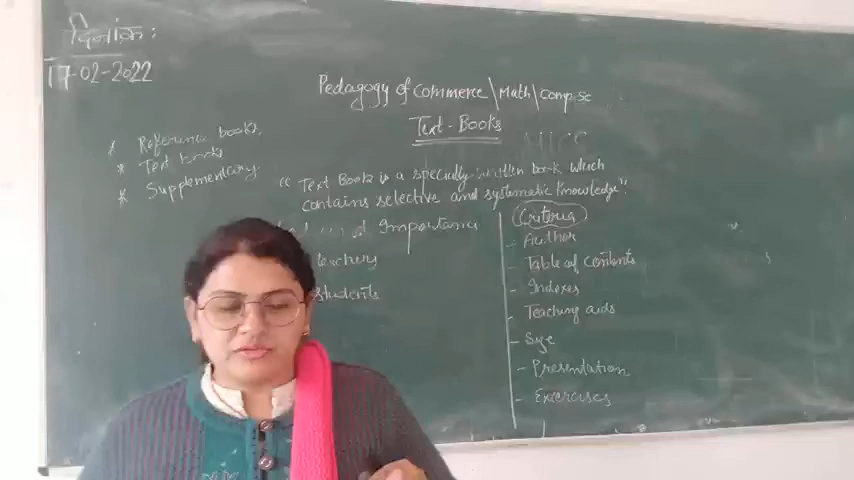 दिनांक:
17-02-2022
Pedagogy of Commerce\Math\Comp.Sc
Text-Books
* Reference books
* Text books
* Supplementary
"Text Book is a specially written book which
contains selective and systematic knowledge".
and Importance
teachers
students
Criteria
- Author
- Table of contents
- Indexes
- Teaching aids
- Size
- Presentation
- Exercises